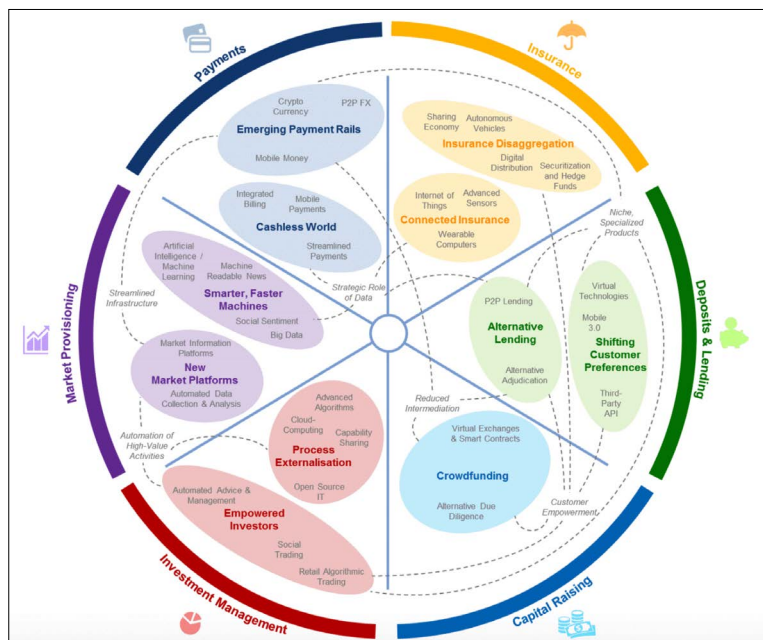 Payments
Insurance
Deposits & Lending
Capital Raising
Investment Management
Market Provisioning
Crypto
Currency
P2P FX
Emerging Payment Rails
Mobile Money
Integrated
Billing
Mobile
Payments
Cashless World
Streamlined
Payments
Sharing
Economy
Autonomous
Vehicles
Insurance Disaggregation
Digital
Distribution
Securitization
and Hedge
Funds
Internet of
Things
Advanced
Sensors
Connected Insurance
Wearable
Computers
Niche,
Specialized
Products
Artificial
Intelligence /
Machine
Learning
Machine
Readable News
Smarter, Faster
Machines
Social Sentiment
Big Data
Strategic Role
of Data
Streamlined
Infrastructure
Market Information
Platforms
New
Market Platforms
Automated Data
Collection & Analysis
Automation of
High-Value
Activities
P2P Lending
Alternative
Lending
Alternative
Adjudication
Virtual
Technologies
Mobile
3.0
Shifting
Customer
Preferences
Third-
Party
API
Advanced
Algorithms
Cloud-
Computing
Capability
Sharing
Process
Externalisation
Open Source
IT
Reduced
Intermediation
Virtual Exchanges
& Smart Contracts
Crowdfunding
Alternative Due
Diligence
Customer
Empowerment
Automated Advice &
Management
Empowered
Investors
Social
Trading
Retail Algorithmic
Trading